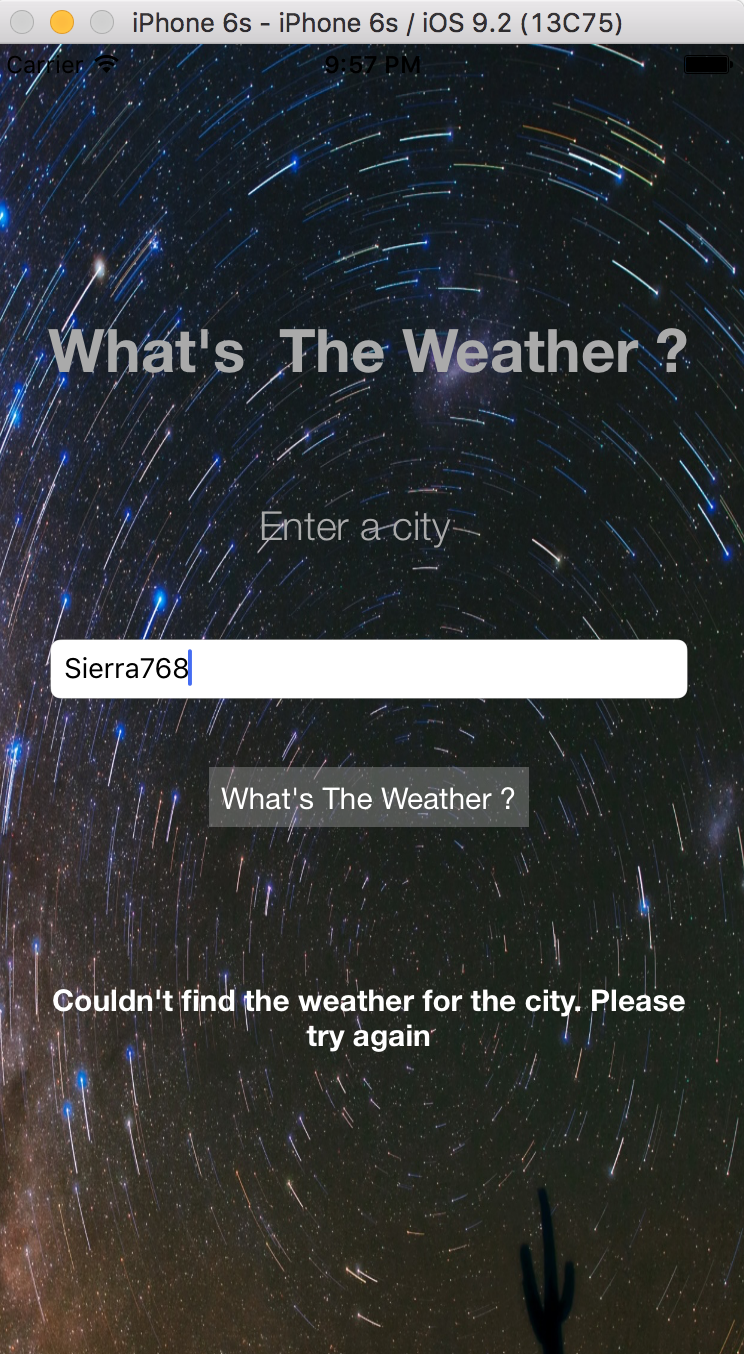 iPhone 6s - iPhone 6s / iOS 9.2 (13C75)
Carrier 9:57 PM
What's The Weather ?
Enter a city
Sierra768
What's The Weather ?
Couldn't find the weather for the city. Please
try again